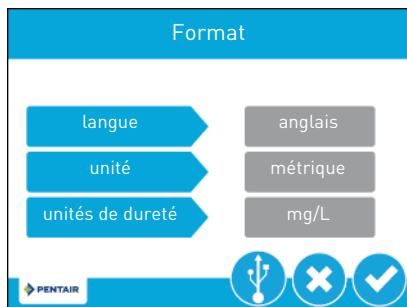 Format
langue anglais
unité métrique
unités de dureté mg/L
PENTAIR